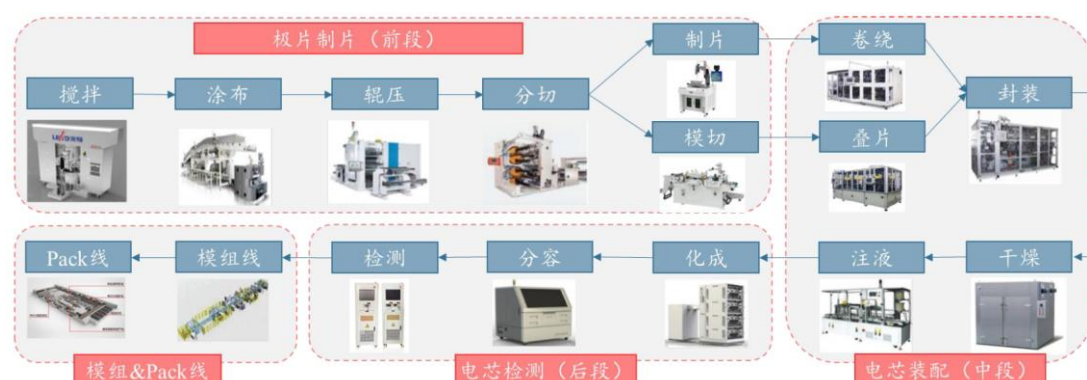 极片制片（前段）
制片
卷绕
搅拌
涂布
辊压
分切
封装
模切
叠片
Pack线
模组线
检测
分容
化成
注液
干燥
模组&Pack线
电芯检测（后段）
电芯装配（中段）